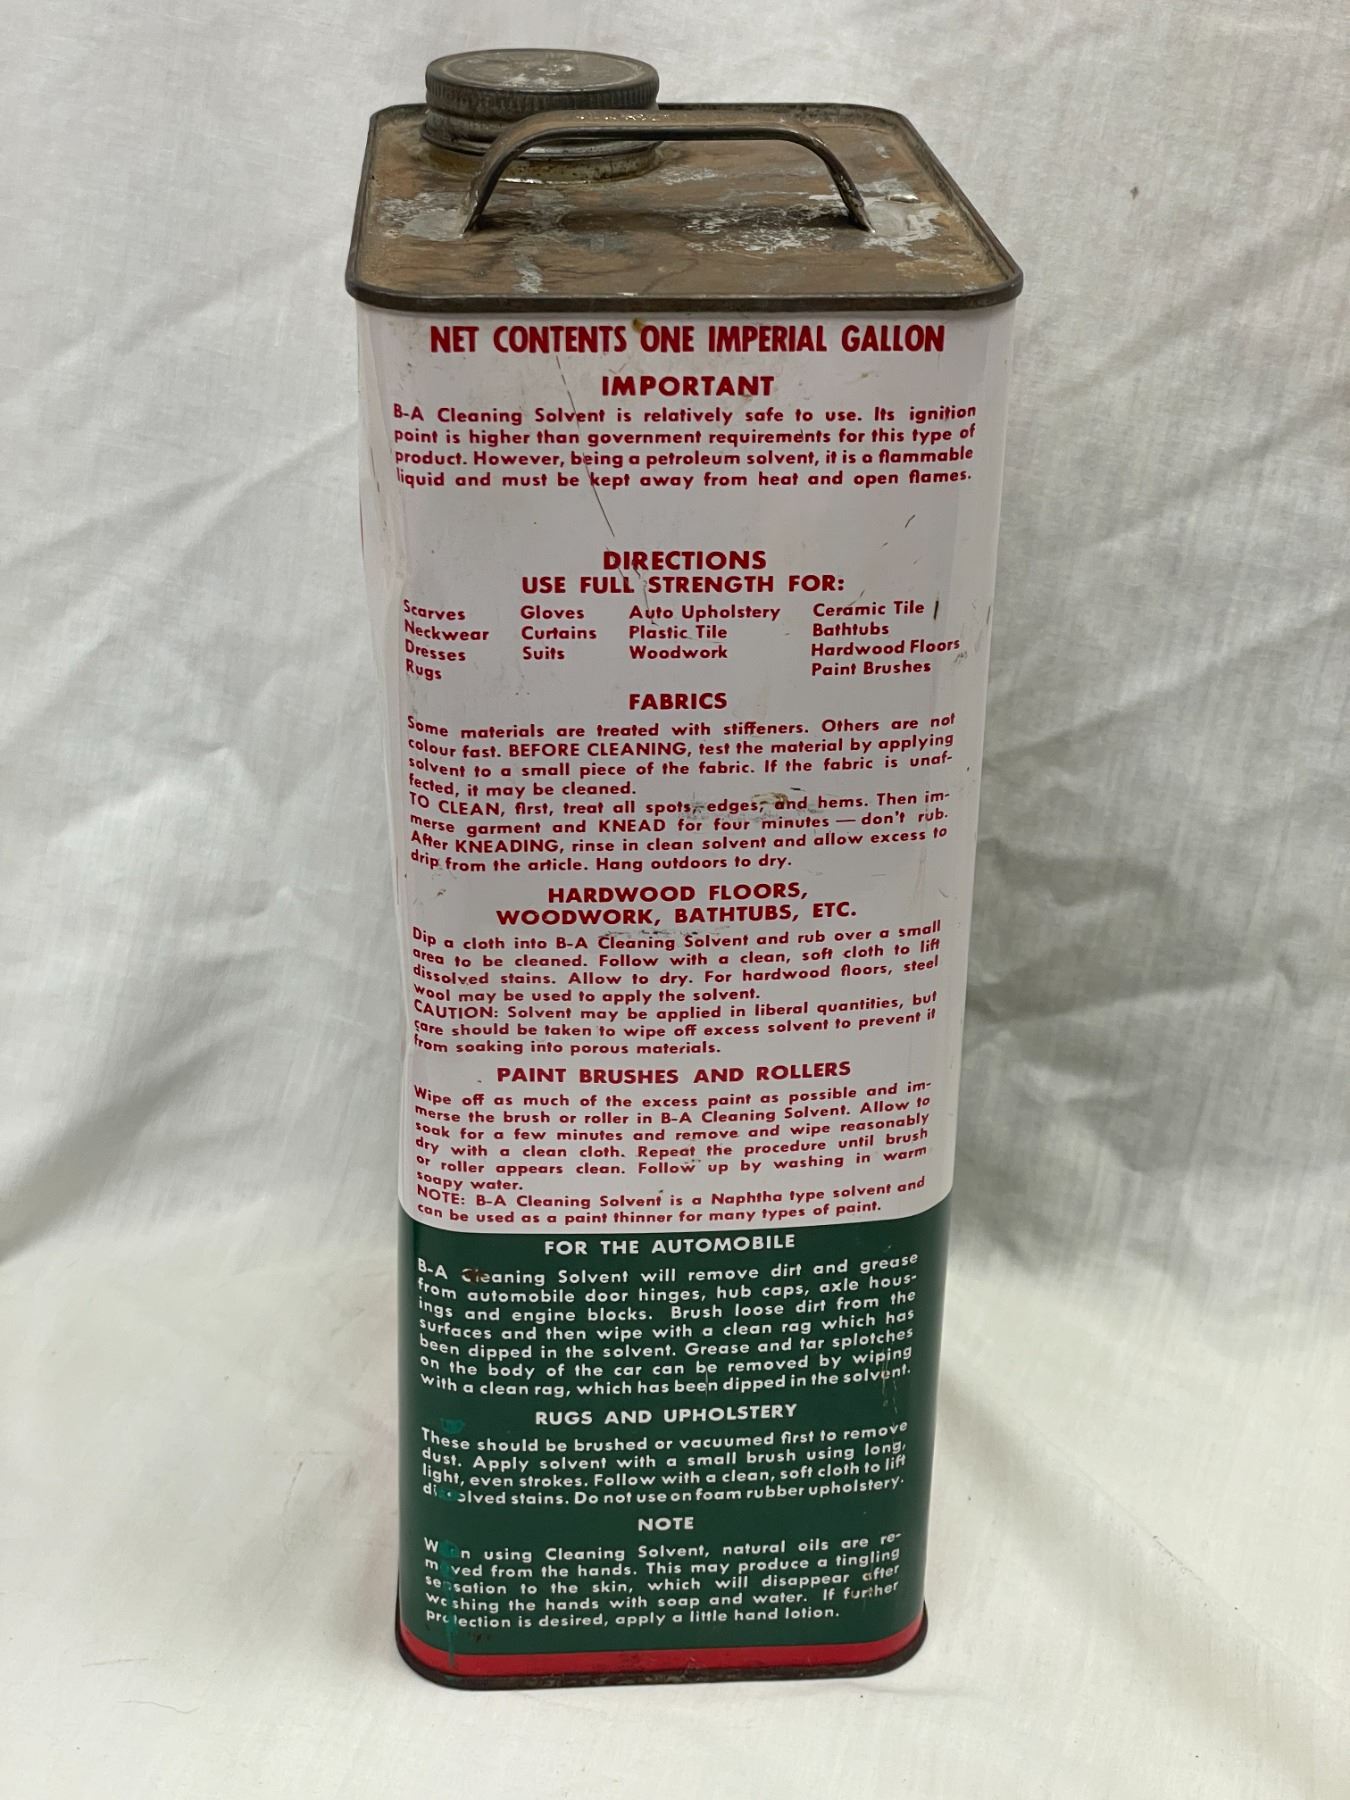 NET CONTENTS ONE IMPERIAL GALLON
IMPORTANT
B-A Cleaning Solvent is relatively safe to use. Its ignition
point is higher than government requirements for this type of
product. However, being a petroleum solvent, it is a flammable
liquid and must be kept away from heat and open flames.
DIRECTIONS
USE FULL STRENGTH FOR:
Scarves Gloves Auto Upholstery Ceramic Tile
Neckwear Curtains Plastic Tile Bathtubs
Dresses Suits Woodwork Hardwood Floors
Rugs Paint Brushes
FABRICS
Some materials are treated with stiffeners. Others are not
colour fast. BEFORE CLEANING, test the material by applying
solvent to a small piece of the fabric. If the fabric is unaf-
fected, it may be cleaned.
TO CLEAN, first, treat all spots, edges, and hems. Then im-
merse garment and KNEAD for four minutes — don't rub.
After KNEADING, rinse in clean solvent and allow excess to
drip from the article. Hang outdoors to dry.
HARDWOOD FLOORS,
WOODWORK, BATHTUBS, ETC.
Dip a cloth into B-A Cleaning Solvent and rub over a small
area to be cleaned. Follow with a clean, soft cloth to lift
dissolved stains. Allow to dry. For hardwood floors, steel
wool may be used to apply the solvent.
CAUTION: Solvent may be applied in liberal quantities, but
care should be taken to wipe off excess solvent to prevent it
from soaking into porous materials.
PAINT BRUSHES AND ROLLERS
Wipe off as much of the excess paint as possible and im-
merse the brush or roller in B-A Cleaning Solvent. Allow to
soak for a few minutes and remove and wipe reasonably
dry with a clean cloth. Repeat the procedure until brush
or roller appears clean. Follow up by washing in warm
soapy water.
NOTE: B-A Cleaning Solvent is a Naphtha type solvent and
can be used as a paint thinner for many types of paint.
FOR THE AUTOMOBILE
B-A Cleaning Solvent will remove dirt and grease
from automobile door hinges, hub caps, axle hous-
ings and engine blocks. Brush loose dirt from the
surfaces and then wipe with a clean rag which has
been dipped in the solvent. Grease and tar splotches
on the body of the car can be removed by wiping
with a clean rag, which has been dipped in the solvent.
RUGS AND UPHOLSTERY
These should be brushed or vacuumed first to remove
dust. Apply solvent with a small brush using long,
light, even strokes. Follow with a clean, soft cloth to lift
dissolved stains. Do not use on foam rubber upholstery.
NOTE
When using Cleaning Solvent, natural oils are re-
moved from the hands. This may produce a tingling
sensation to the skin, which will disappear after
washing the hands with soap and water. If further
protection is desired, apply a little hand lotion.